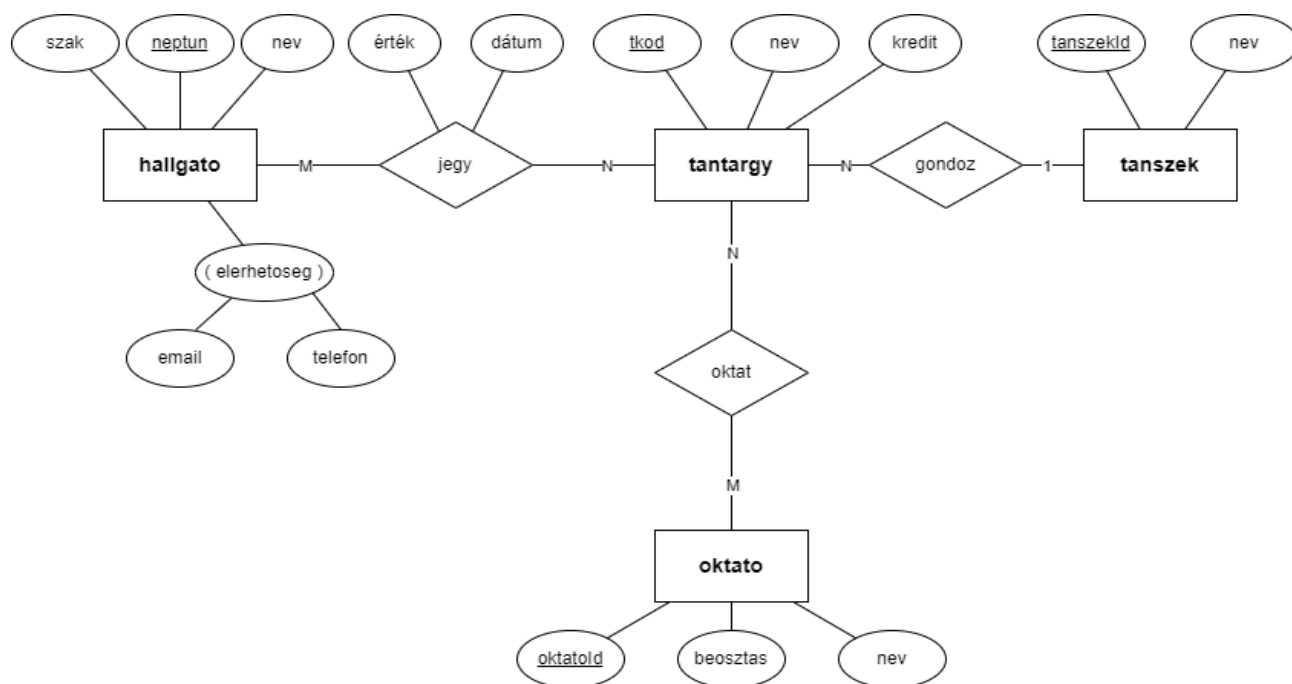 szak
neptun
nev
érték
dátum
tkod
nev
kredit
tanszekId
nev
hallgato
M
jegy
N
tantargy
N
gondoz
1
tanszek
( elerhetoseg )
N
email
telefon
oktat
M
oktato
oktatoId
beosztas
nev